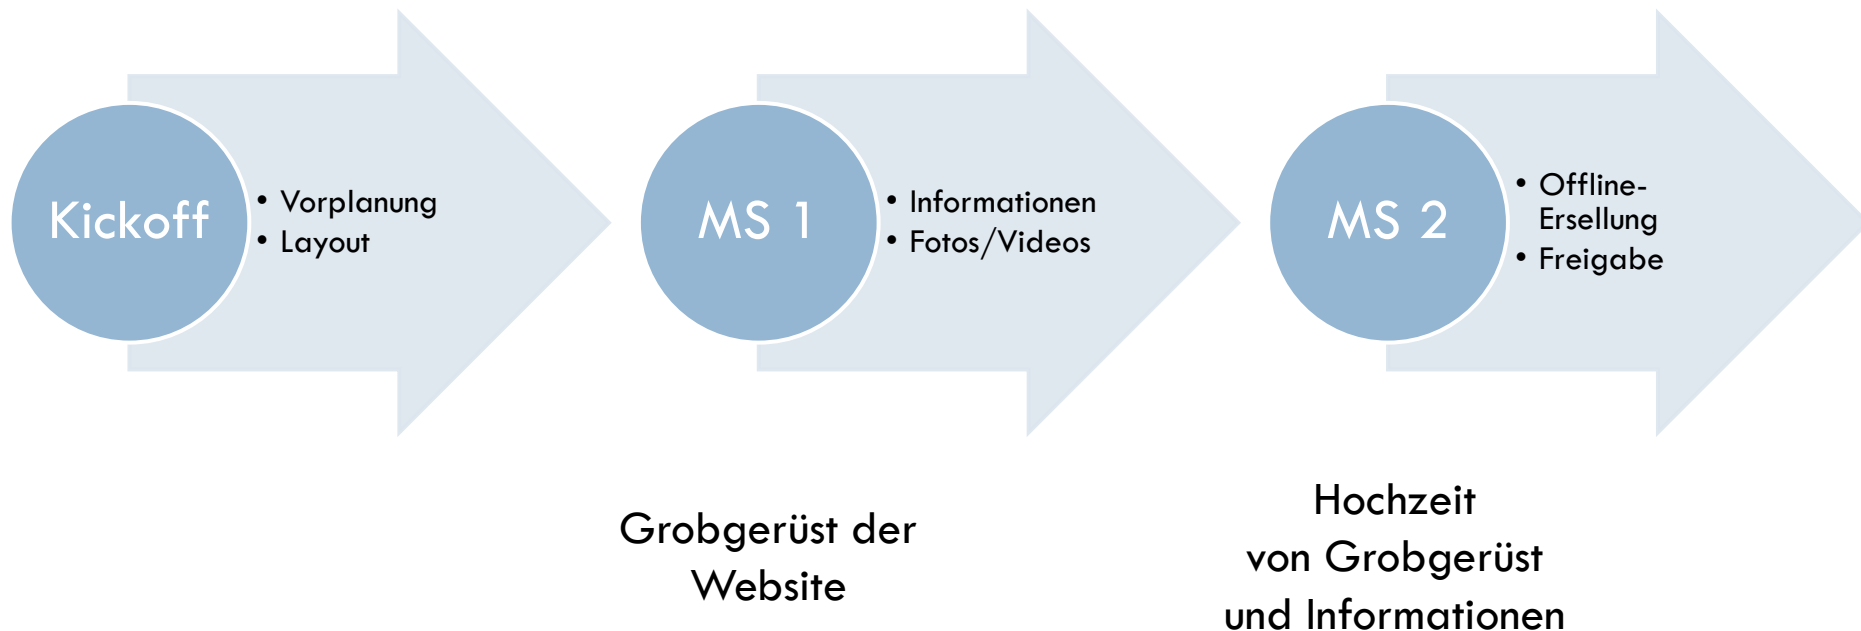 Kickoff
• Vorplanung
• Layout
MS 1
• Informationen
• Fotos/Videos
MS 2
• Offline-
Ersellung
• Freigabe
Grobgerüst der
Website
Hochzeit
von Grobgerüst
und Informationen